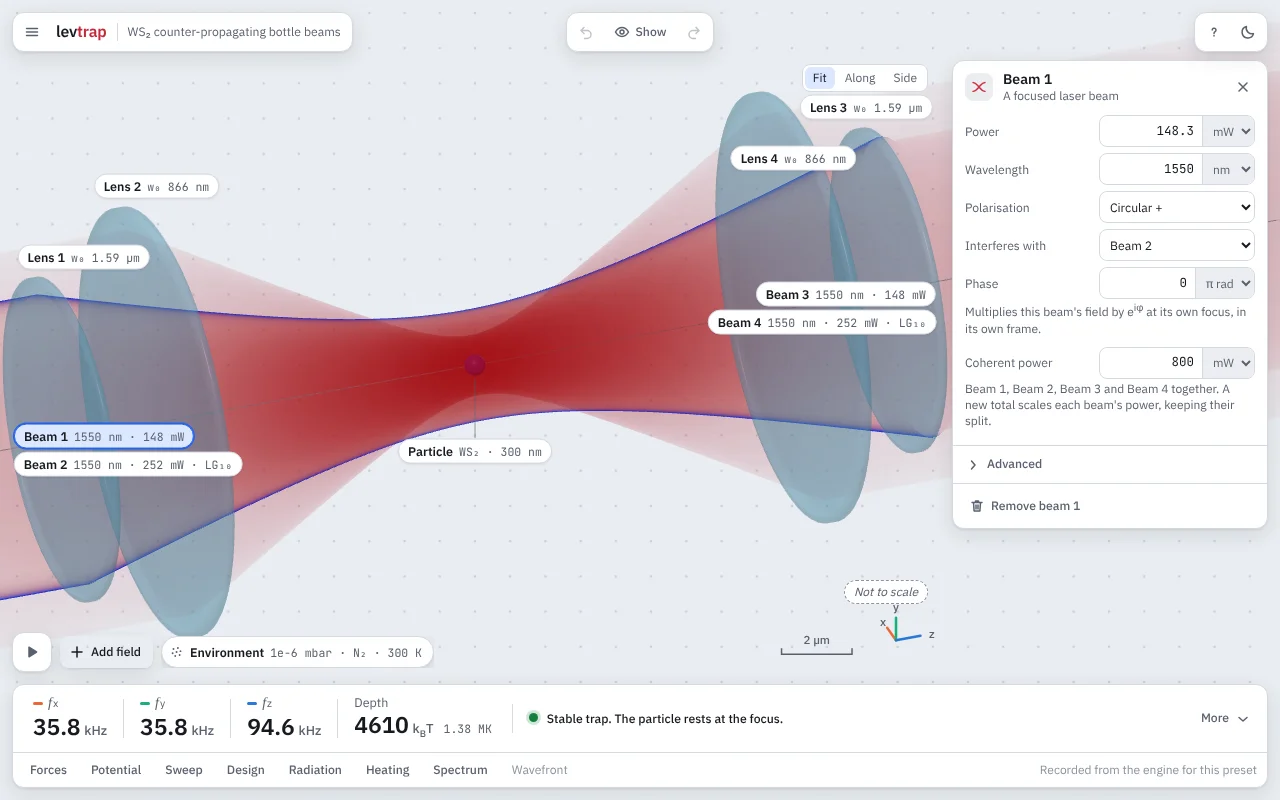 levtrap
WS₂ counter-propagating bottle beams
Show
?
Fit Along Side
Lens 3 w₀ 1.59 µm
Lens 4 w₀ 866 nm
Lens 2 w₀ 866 nm
Lens 1 w₀ 1.59 µm
Beam 3 1550 nm · 148 mW
Beam 4 1550 nm · 252 mW · LG₁₀
Beam 1 1550 nm · 148 mW
Beam 2 1550 nm · 252 mW · LG₁₀
Particle WS₂ · 300 nm
Beam 1
A focused laser beam
Power 148.3 mW
Wavelength 1550 nm
Polarisation Circular +
Interferes with Beam 2
Phase 0 π rad
Multiplies this beam's field by e^iφ at its own focus, in
its own frame.
Coherent power 800 mW
Beam 1, Beam 2, Beam 3 and Beam 4 together. A
new total scales each beam's power, keeping their
split.
Advanced
Remove beam 1
Not to scale
y
x
z
2 µm
Add field
Environment 1e-6 mbar · N₂ · 300 K
fx
35.8 kHz
fy
35.8 kHz
fz
94.6 kHz
Depth
4610 kBT 1.38 MK
Stable trap. The particle rests at the focus.
More
Forces Potential Sweep Design Radiation Heating Spectrum Wavefront
Recorded from the engine for this preset